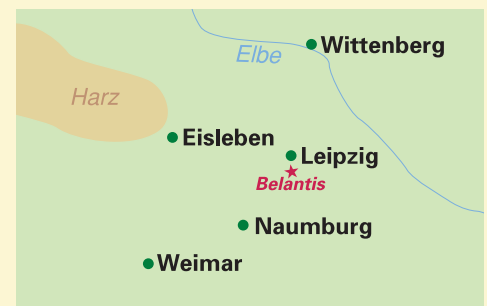 Wittenberg
Elbe
Harz
Eisleben
Leipzig
Belantis
Naumburg
Weimar